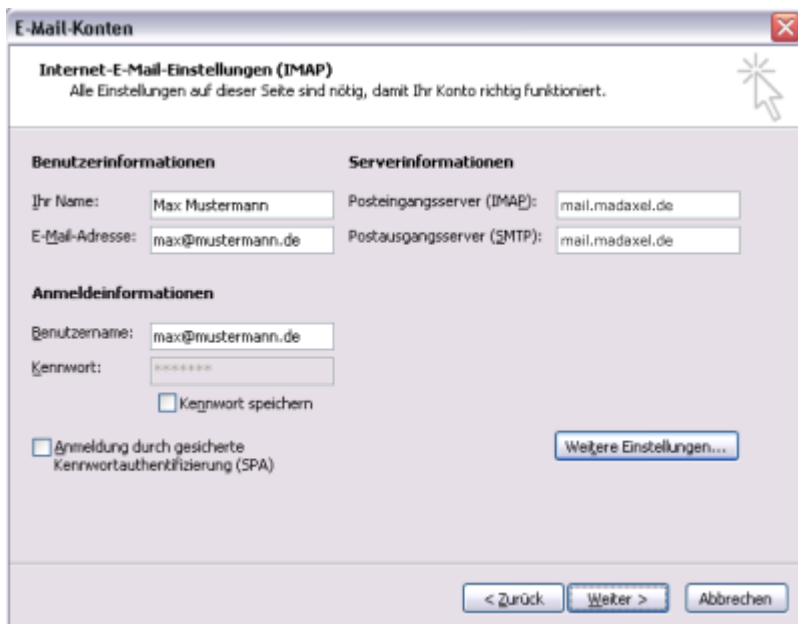 E-Mail-Konten
Internet-E-Mail-Einstellungen (IMAP)
Alle Einstellungen auf dieser Seite sind nötig, damit Ihr Konto richtig funktioniert.
Benutzerinformationen
Ihr Name: Max Mustermann
E-Mail-Adresse: max@mustermann.de
Serverinformationen
Posteingangsserver (IMAP): mail.madaxel.de
Postausgangsserver (SMTP): mail.madaxel.de
Anmeldeinformationen
Benutzername: max@mustermann.de
Kennwort: *******
Kennwort speichern
Anmeldung durch gesicherte
Kennwortauthentifizierung (SPA)
Weitere Einstellungen...
< Zurück Weiter > Abbrechen